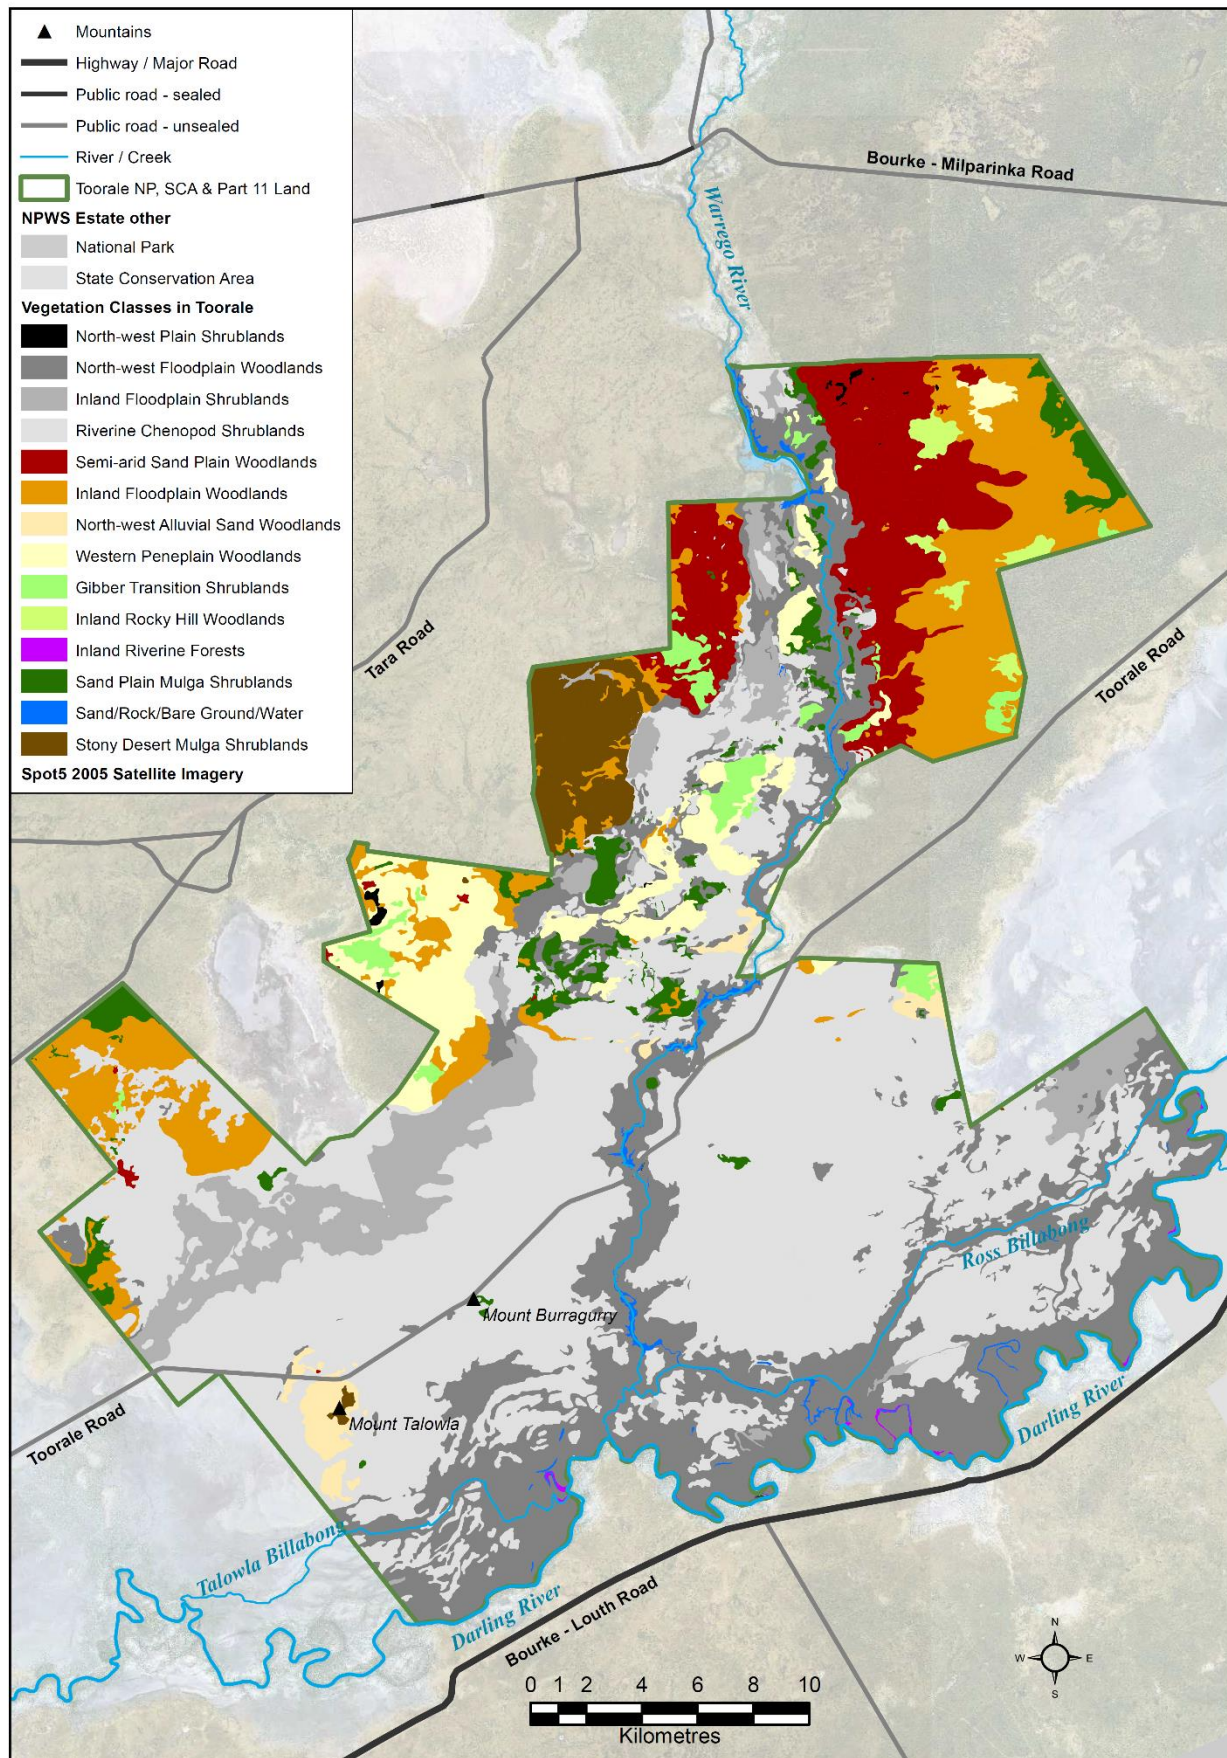 Mountains
Highway / Major Road
Public road - sealed
Public road - unsealed
River / Creek
Toorale NP, SCA & Part 11 Land
NPWS Estate other
National Park
State Conservation Area
Vegetation Classes in Toorale
North-west Plain Shrublands
North-west Floodplain Woodlands
Inland Floodplain Shrublands
Riverine Chenopod Shrublands
Semi-arid Sand Plain Woodlands
Inland Floodplain Woodlands
North-west Alluvial Sand Woodlands
Western Peneplain Woodlands
Gibber Transition Shrublands
Inland Rocky Hill Woodlands
Inland Riverine Forests
Sand Plain Mulga Shrublands
Sand/Rock/Bare Ground/Water
Stony Desert Mulga Shrublands
Spot5 2005 Satellite Imagery
Bourke - Milparinka Road
Warrego River
Tara Road
Toorale Road
Ross Billabong
Mount Burragurry
Darling River
Toorale Road
Mount Talowla
Talowla Billabong
Darling River
Bourke - Louth Road
N
W E
S
0 1 2 4 6 8 10
Kilometres